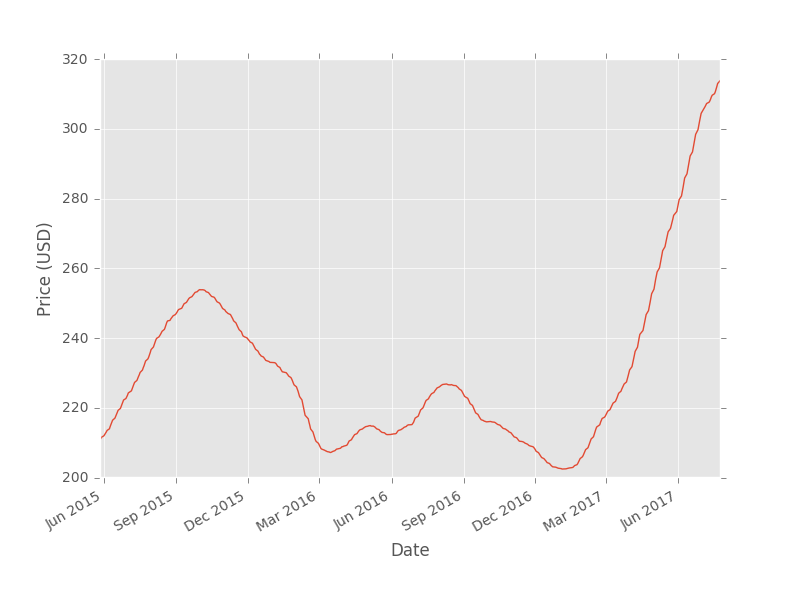 320
300
280
260
240
220
200
Price (USD)
Jun 2015
Sep 2015
Dec 2015
Mar 2016
Jun 2016
Sep 2016
Dec 2016
Mar 2017
Jun 2017
Date